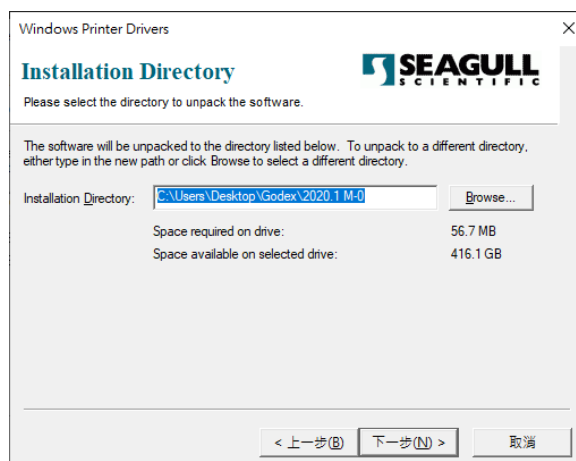 Windows Printer Drivers
Installation Directory
SEAGULL
SCIENTIFIC
Please select the directory to unpack the software.
The software will be unpacked to the directory listed below. To unpack to a different directory,
either type in the new path or click Browse to select a different directory.
Installation Directory: C:\Users\Desktop\Godex\2020.1 M-0 Browse...
Space required on drive: 56.7 MB
Space available on selected drive: 416.1 GB
< 上一步(B) 下一步(N) > 取消